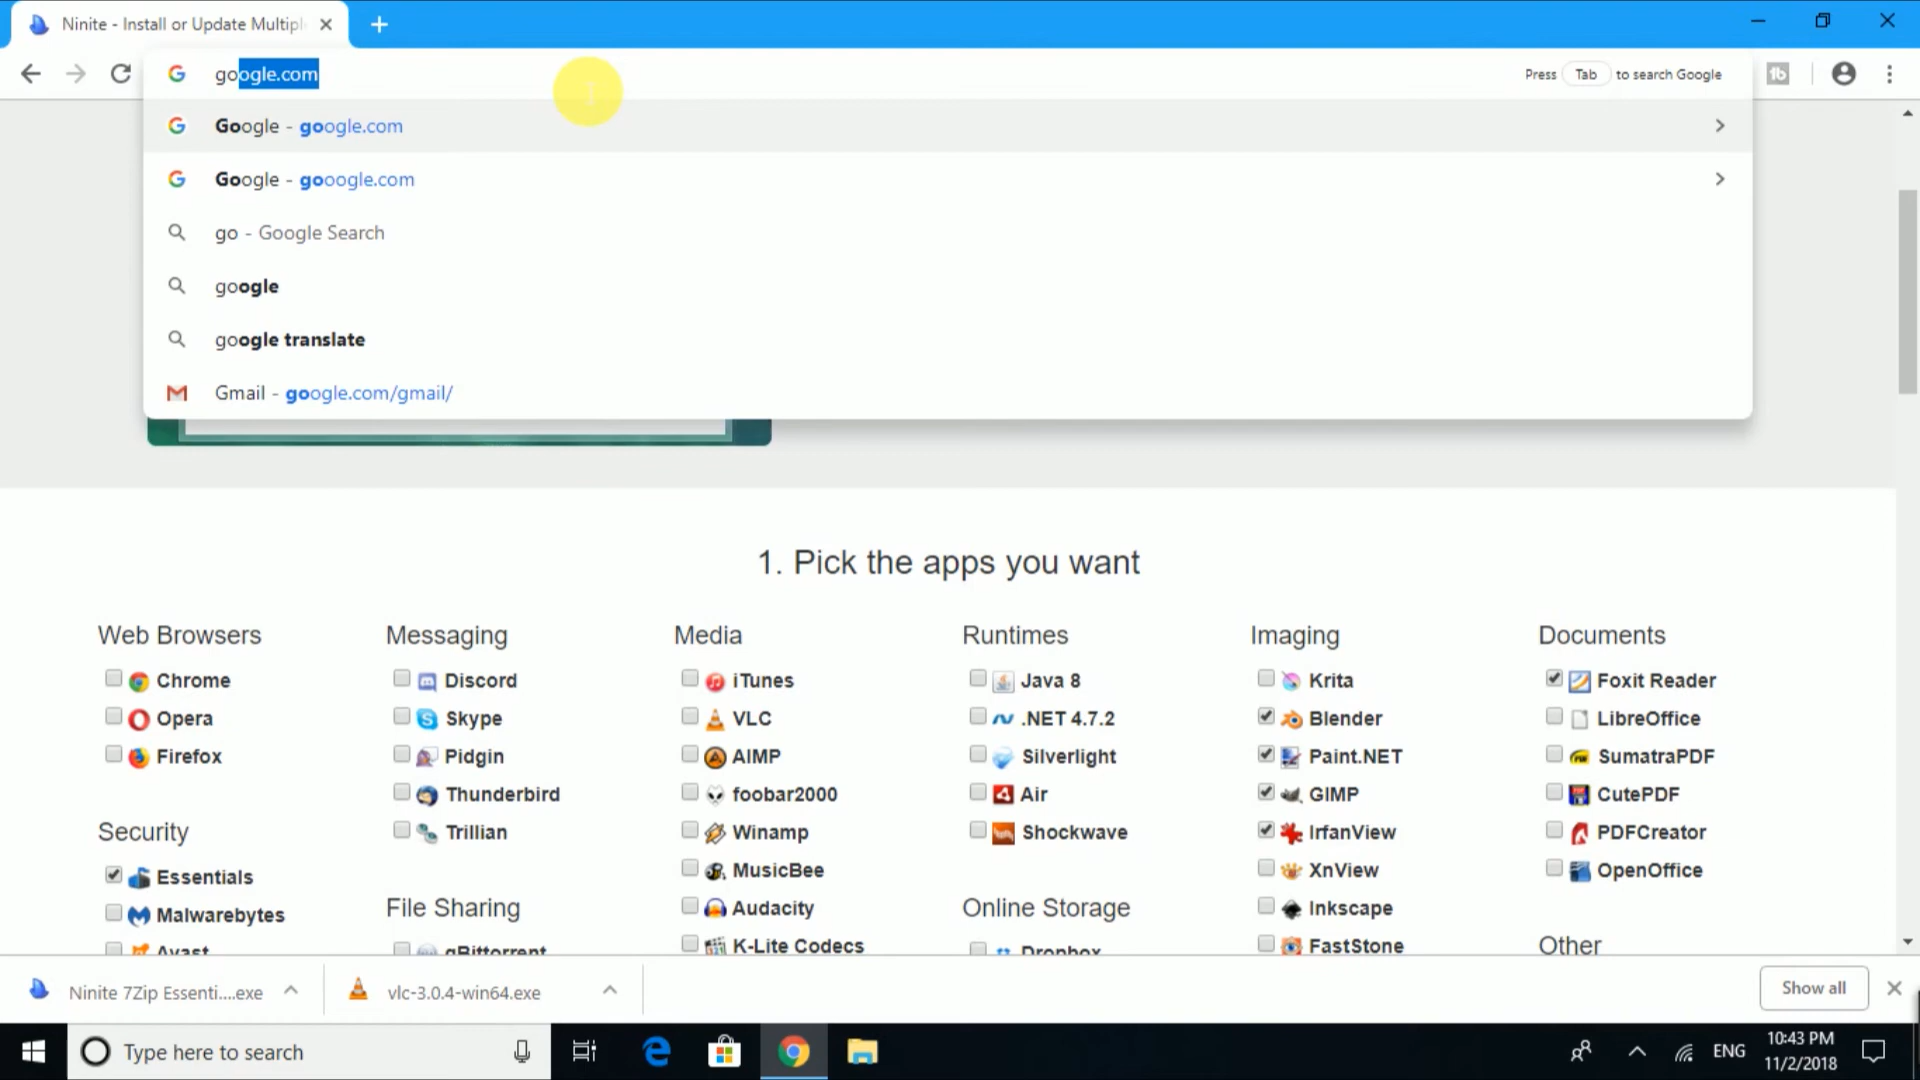 Ninite - Install or Update Multipl
google.com
Press Tab to search Google
Google - google.com
Google - gooogle.com
go - Google Search
google
google translate
Gmail - google.com/gmail/
1. Pick the apps you want
Web Browsers
Chrome
Opera
Firefox
Security
Essentials
Malwarebytes
Avast
Messaging
Discord
Skype
Pidgin
Thunderbird
Trillian
File Sharing
qBittorrent
Media
iTunes
VLC
AIMP
foobar2000
Winamp
MusicBee
Audacity
K-Lite Codecs
Runtimes
Java 8
.NET 4.7.2
Silverlight
Air
Shockwave
Online Storage
Dropbox
Imaging
Krita
Blender
Paint.NET
GIMP
IrfanView
XnView
Inkscape
FastStone
Documents
Foxit Reader
LibreOffice
SumatraPDF
CutePDF
PDFCreator
OpenOffice
Other
Ninite 7Zip Essenti....exe
vlc-3.0.4-win64.exe
Show all
Type here to search
ENG
10:43 PM
11/2/2018